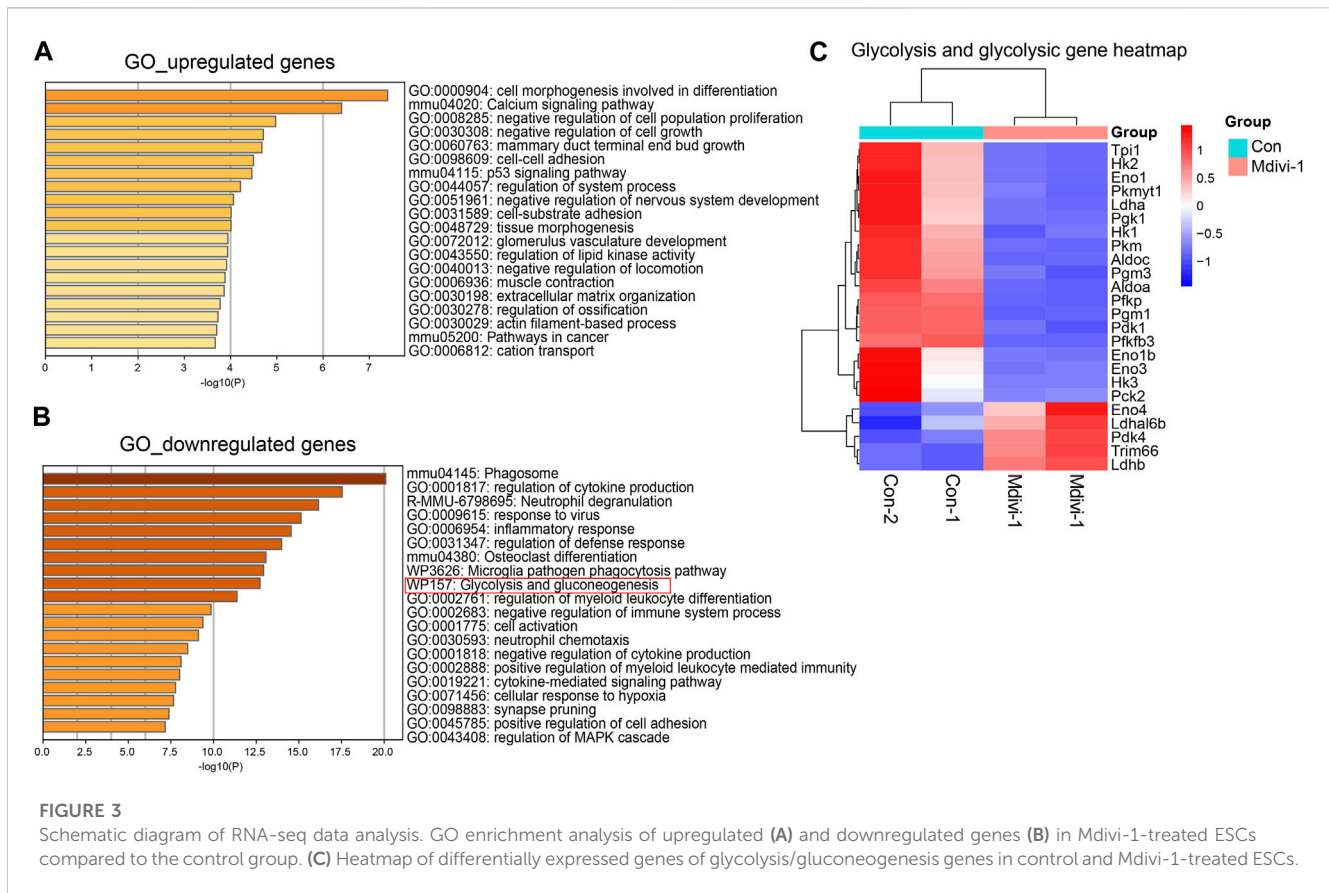 A
GO_upregulated genes
GO:0000904: cell morphogenesis involved in differentiation
mmu04020: Calcium signaling pathway
GO:0008285: negative regulation of cell population proliferation
GO:0030308: negative regulation of cell growth
GO:0060763: mammary duct terminal end bud growth
GO:0098609: cell-cell adhesion
mmu04115: p53 signaling pathway
GO:0044057: regulation of system process
GO:0051961: negative regulation of nervous system development
GO:0031589: cell-substrate adhesion
GO:0048729: tissue morphogenesis
GO:0072012: glomerulus vasculature development
GO:0043550: regulation of lipid kinase activity
GO:0040013: negative regulation of locomotion
GO:0006936: muscle contraction
GO:0030198: extracellular matrix organization
GO:0030278: regulation of ossification
GO:0030029: actin filament-based process
mmu05200: Pathways in cancer
GO:0006812: cation transport
0 1 2 3 4 5 6 7
-log10(P)
B
GO_downregulated genes
mmu04145: Phagosome
GO:0001817: regulation of cytokine production
R-MMU-6798695: Neutrophil degranulation
GO:0009615: response to virus
GO:0006954: inflammatory response
GO:0031347: regulation of defense response
mmu04380: Osteoclast differentiation
WP3626: Microglia pathogen phagocytosis pathway
WP157: Glycolysis and gluconeogenesis
GO:0002761: regulation of myeloid leukocyte differentiation
GO:0002683: negative regulation of immune system process
GO:0001775: cell activation
GO:0030593: neutrophil chemotaxis
GO:0001818: negative regulation of cytokine production
GO:0002888: positive regulation of myeloid leukocyte mediated immunity
GO:0019221: cytokine-mediated signaling pathway
GO:0071456: cellular response to hypoxia
GO:0098883: synapse pruning
GO:0045785: positive regulation of cell adhesion
GO:0043408: regulation of MAPK cascade
0.0 2.5 5.0 7.5 10.0 12.5 15.0 17.5 20.0
-log10(P)
C
Glycolysis and glycolysic gene heatmap
Group
Tpi1
Hk2
Eno1
Pkmyt1
Ldha
Pgk1
Hk1
Pkm
Aldoc
Pgm3
Aldoa
Pfkp
Pgm1
Pdk1
Pfkfb3
Eno1b
Eno3
Hk3
Pck2
Eno4
Ldhal6b
Pdk4
Trim66
Ldhb
Con-2
Con-1
Mdivi-1
Mdivi-1
1
0.5
0
-0.5
-1
Group
Con
Mdivi-1
FIGURE 3
Schematic diagram of RNA-seq data analysis. GO enrichment analysis of upregulated (A) and downregulated genes (B) in Mdivi-1-treated ESCs
compared to the control group. (C) Heatmap of differentially expressed genes of glycolysis/gluconeogenesis genes in control and Mdivi-1-treated ESCs.